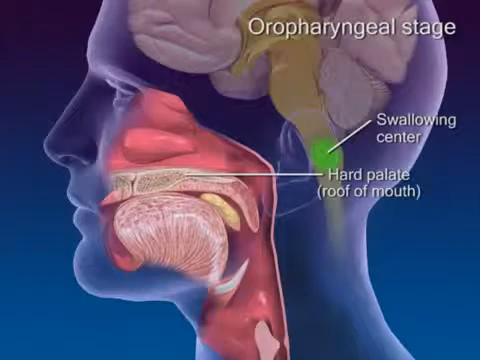 Oropharyngeal stage
Swallowing
center
Hard palate
(roof of mouth)